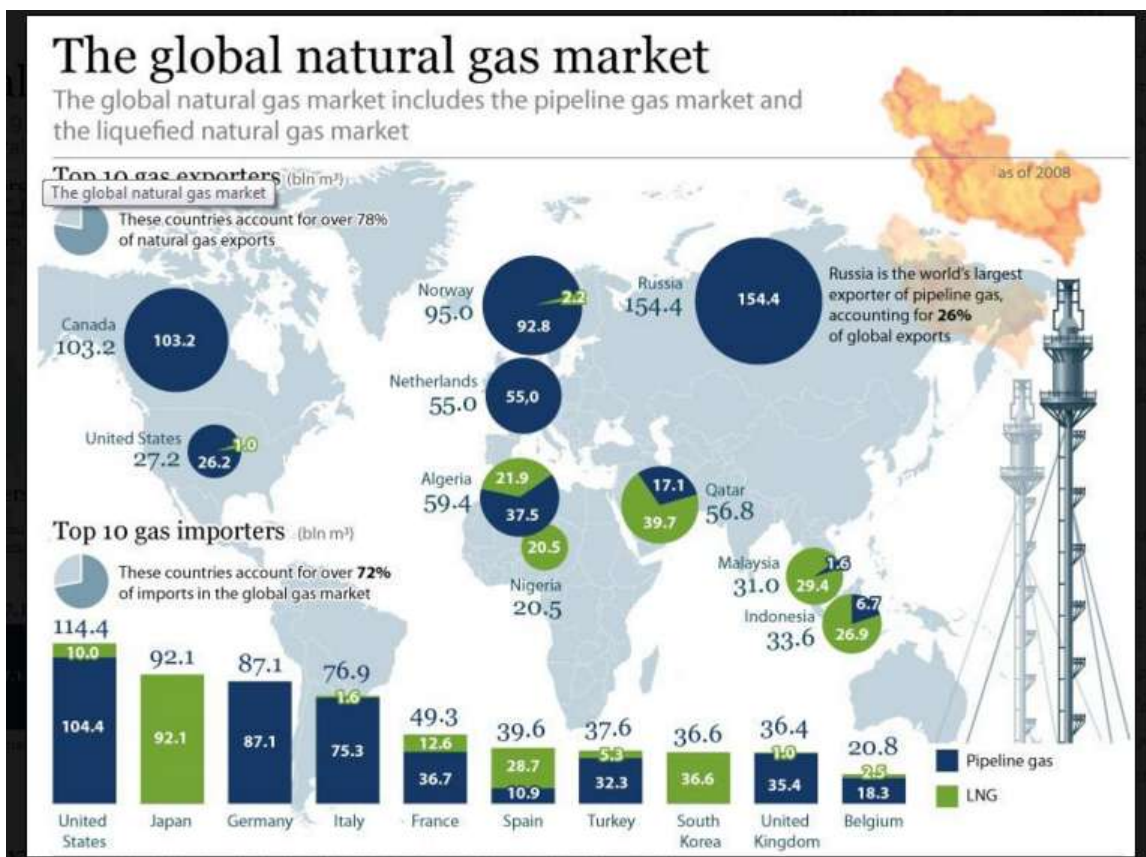 The global natural gas market
The global natural gas market includes the pipeline gas market and
the liquefied natural gas market
as of 2008
Top 10 gas exporters (bln m³)
The global natural gas market
These countries account for over 78%
of natural gas exports
Canada
103.2
103.2
United States
27.2
26.2
1.0
Norway
95.0
92.8
2.2
Netherlands
55.0
55,0
Algeria
59.4
21.9
37.5
20.5
Nigeria
20.5
Russia
154.4
154.4
Russia is the world's largest
exporter of pipeline gas,
accounting for 26%
of global exports
17.1
39.7
Qatar
56.8
Malaysia
31.0
1.6
29.4
Indonesia
33.6
6.7
26.9
Top 10 gas importers (bln m³)
These countries account for over 72%
of imports in the global gas market
114.4
10.0
104.4
United
States
92.1
92.1
Japan
87.1
87.1
Germany
76.9
1.6
75.3
Italy
49.3
12.6
36.7
France
39.6
28.7
10.9
Spain
37.6
5.3
32.3
Turkey
36.6
36.6
South
Korea
36.4
1.0
35.4
United
Kingdom
20.8
2.5
18.3
Belgium
Pipeline gas
LNG